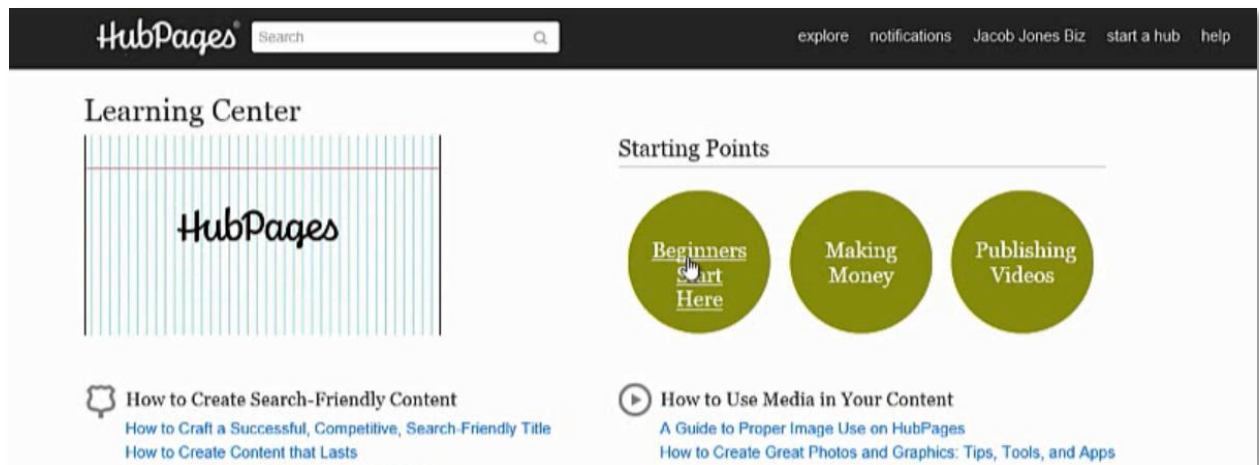 HubPages®
Search
explore notifications Jacob Jones Biz start a hub help
Learning Center
HubPages
Starting Points
Beginners
Start
Here
Making
Money
Publishing
Videos
How to Create Search-Friendly Content
How to Craft a Successful, Competitive, Search-Friendly Title
How to Create Content that Lasts
How to Use Media in Your Content
A Guide to Proper Image Use on HubPages
How to Create Great Photos and Graphics: Tips, Tools, and Apps